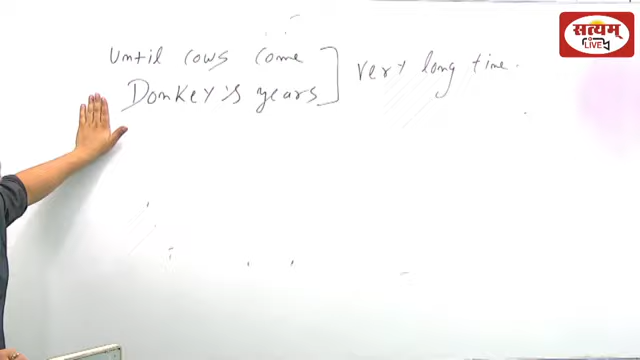 सत्यम्
LIVE
until cows come
Donkey's years
very long time.